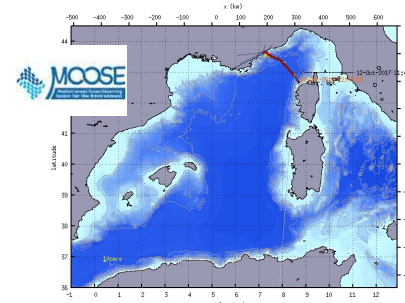 x (km)
-500 -400 -300 -200 -100 0 100 200 300 400 500 600
44
12-Oct-2017 21:
MOOSE
Mediterranean Ocean Observing
System for the Environment
41
latitude
40
39
38
37
10cm/s
36
-1 0 1 2 3 4 5 6 7 8 9 10 11 12